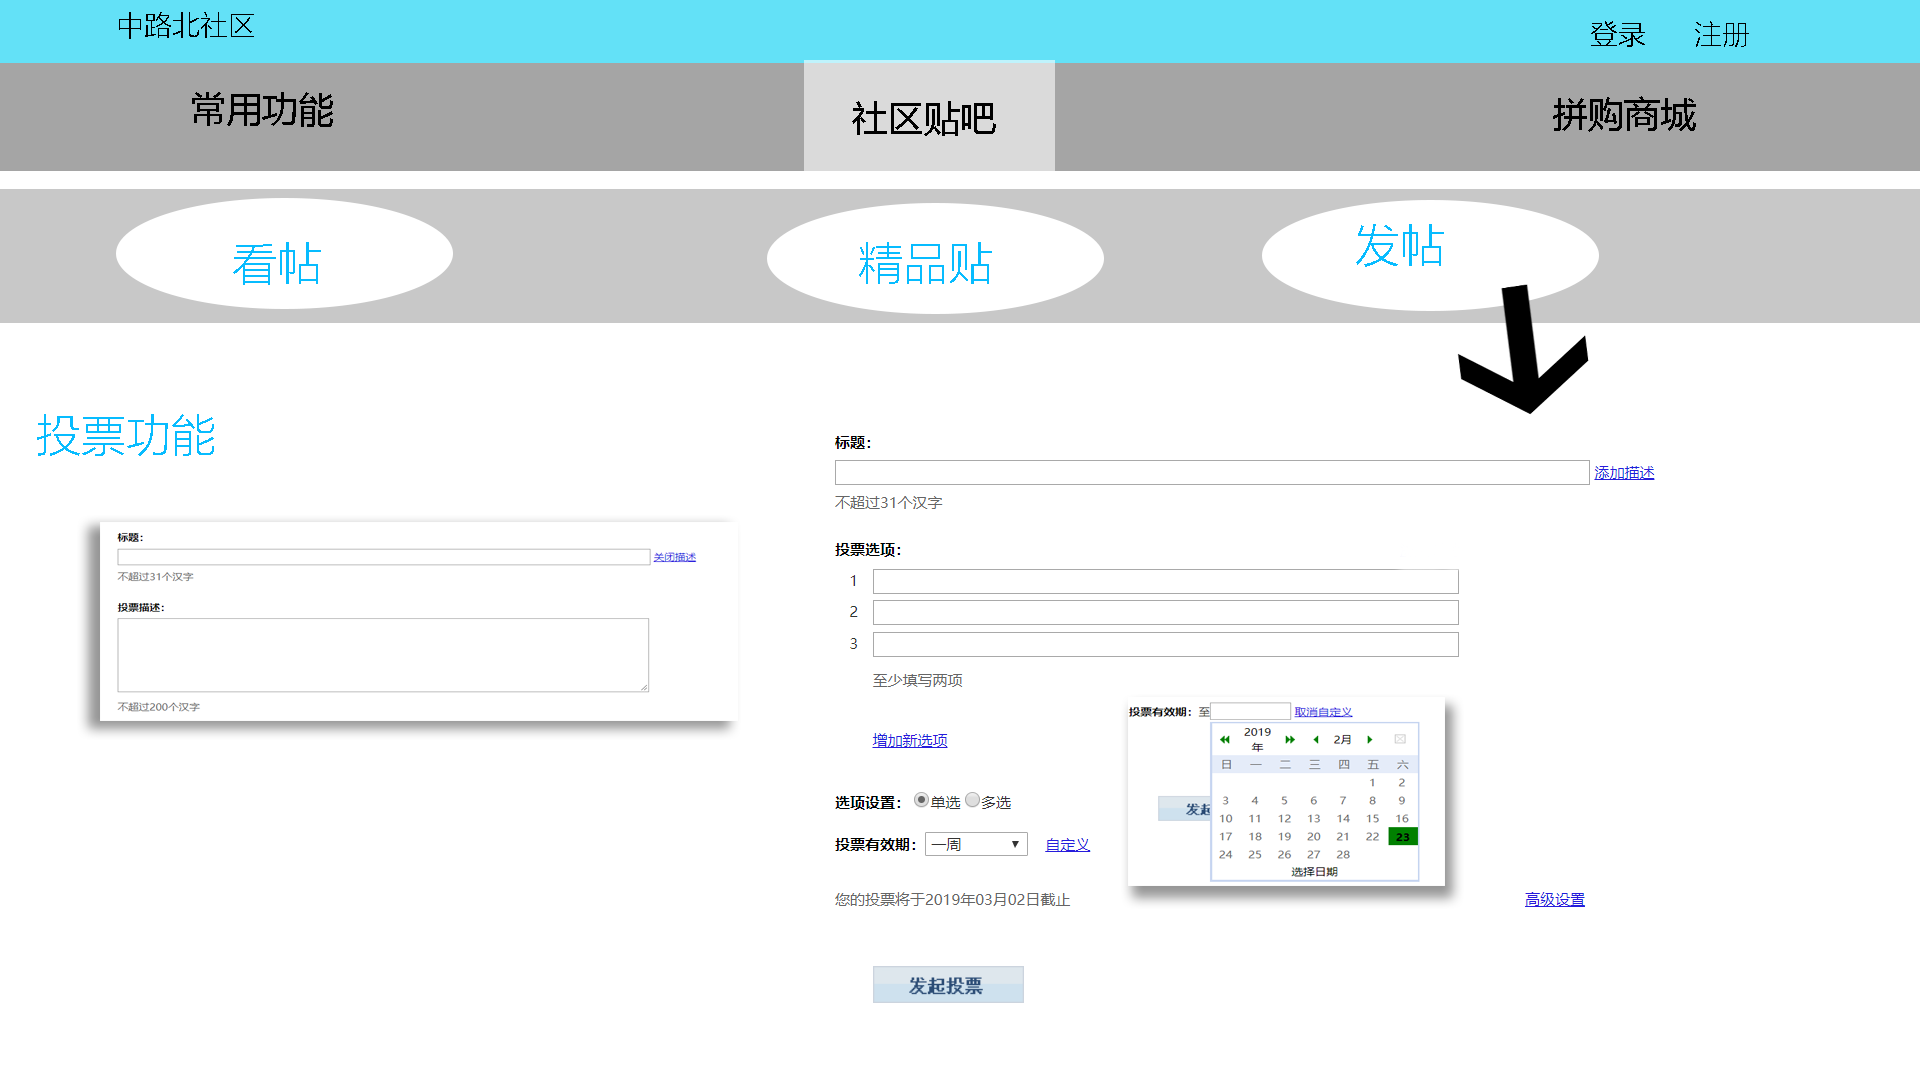 中路北社区
登录 注册
常用功能 社区贴吧 拼购商城
看帖 精品贴 发帖
投票功能
标题：
关闭描述
不超过31个汉字
投票描述：
不超过200个汉字
标题：
添加描述
不超过31个汉字
投票选项：
1
2
3
至少填写两项
增加新选项
选项设置： 单选 多选
投票有效期： 一周 自定义
您的投票将于2019年03月02日截止
高级设置
发起投票
投票有效期： 至 取消自定义
2019年 2月
日 一 二 三 四 五 六
1 2
3 4 5 6 7 8 9
10 11 12 13 14 15 16
17 18 19 20 21 22 23
24 25 26 27 28
选择日期
发起